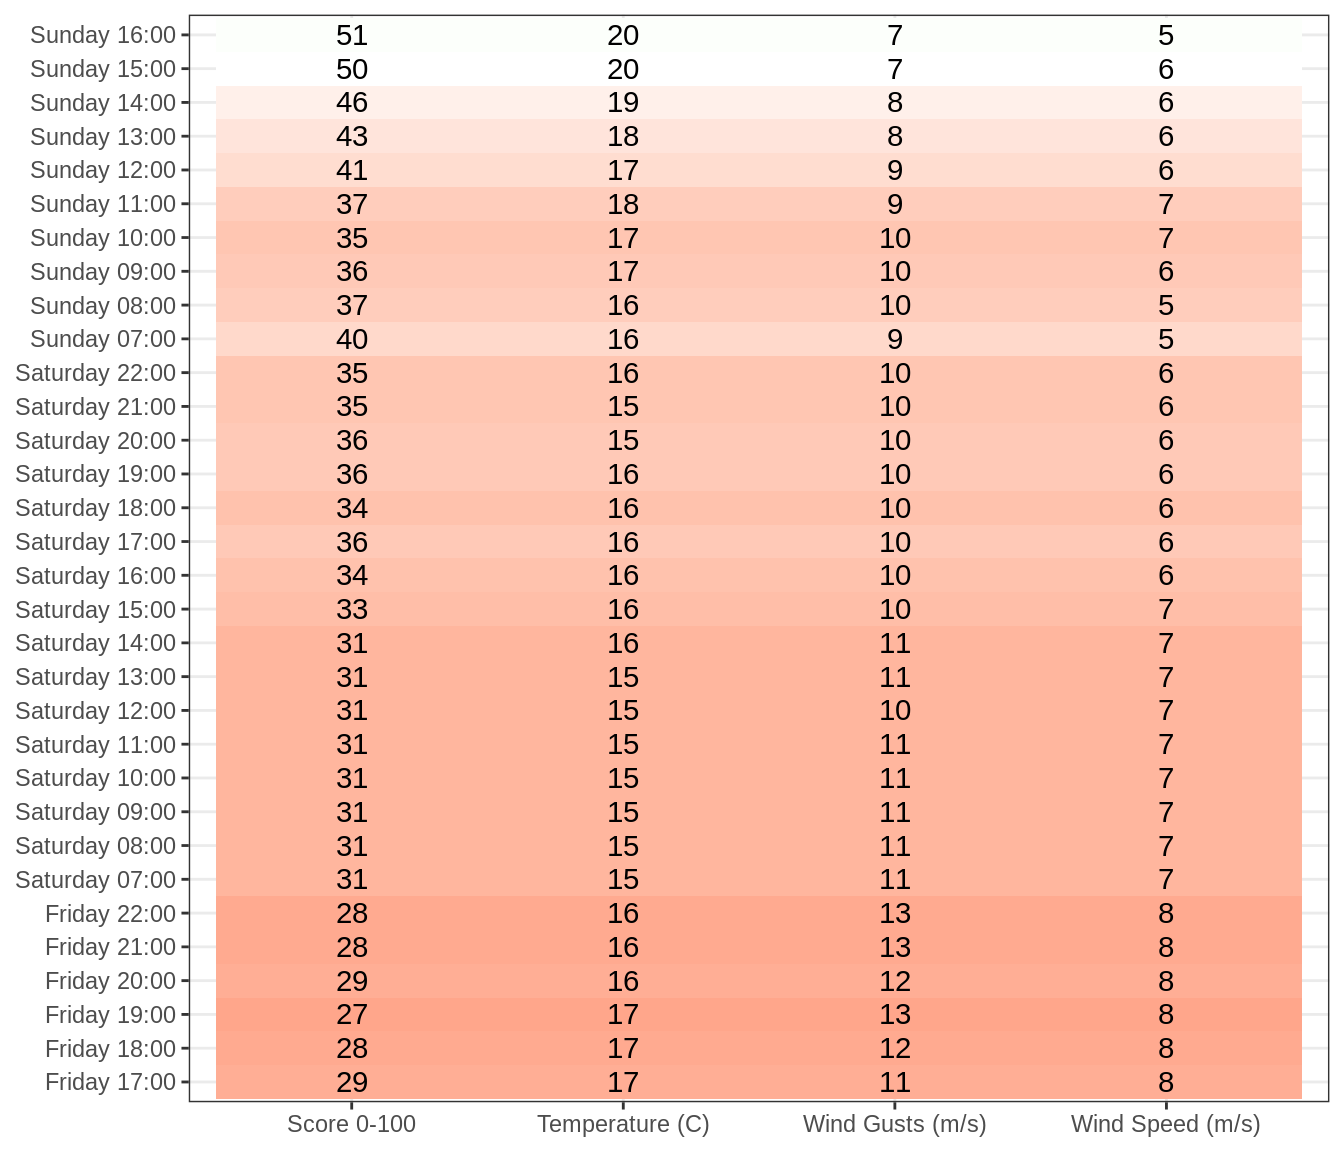 Sunday 16:00 51 20 7 5
Sunday 15:00 50 20 7 6
Sunday 14:00 46 19 8 6
Sunday 13:00 43 18 8 6
Sunday 12:00 41 17 9 6
Sunday 11:00 37 18 9 7
Sunday 10:00 35 17 10 7
Sunday 09:00 36 17 10 6
Sunday 08:00 37 16 10 5
Sunday 07:00 40 16 9 5
Saturday 22:00 35 16 10 6
Saturday 21:00 35 15 10 6
Saturday 20:00 36 15 10 6
Saturday 19:00 36 16 10 6
Saturday 18:00 34 16 10 6
Saturday 17:00 36 16 10 6
Saturday 16:00 34 16 10 6
Saturday 15:00 33 16 10 7
Saturday 14:00 31 16 11 7
Saturday 13:00 31 15 11 7
Saturday 12:00 31 15 10 7
Saturday 11:00 31 15 11 7
Saturday 10:00 31 15 11 7
Saturday 09:00 31 15 11 7
Saturday 08:00 31 15 11 7
Saturday 07:00 31 15 11 7
Friday 22:00 28 16 13 8
Friday 21:00 28 16 13 8
Friday 20:00 29 16 12 8
Friday 19:00 27 17 13 8
Friday 18:00 28 17 12 8
Friday 17:00 29 17 11 8
Score 0-100 Temperature (C) Wind Gusts (m/s) Wind Speed (m/s)